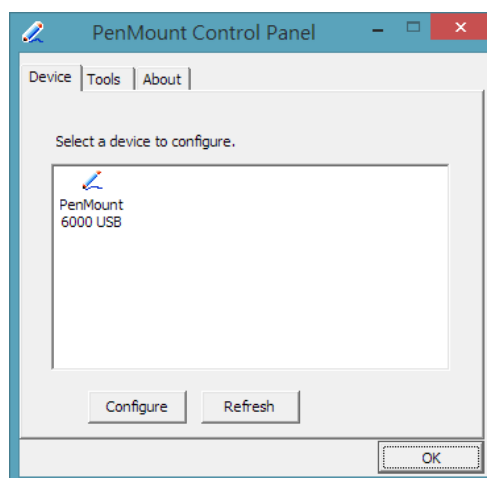 PenMount Control Panel
Device Tools About
Select a device to configure.
PenMount
6000 USB
Configure Refresh
OK